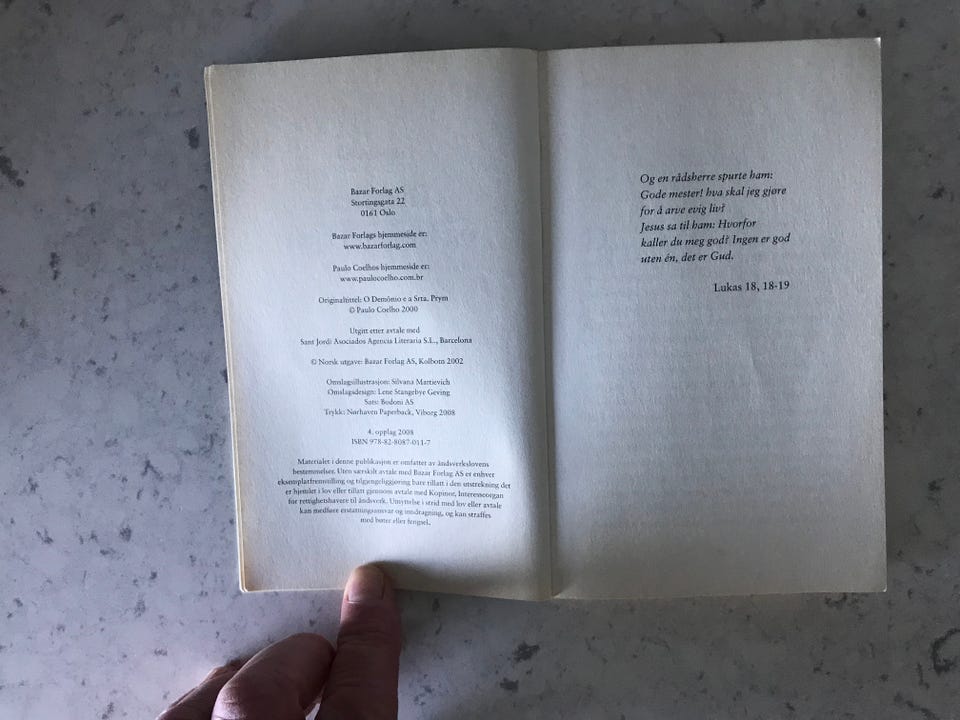 Bazar Forlag AS
Stortingsgata 22
0161 Oslo
Bazar Forlags hjemmeside er:
www.bazarforlag.com
Paulo Coelhos hjemmeside er:
www.paulocoelho.com.br
Originaltittel: O Demônio e a Srta. Prym
© Paulo Coelho 2000
Utgitt etter avtale med
Sant Jordi Asociados Agencia Literaria S.L., Barcelona
© Norsk utgave: Bazar Forlag AS, Kolbotn 2002
Omslagsillustrasjon: Silvana Mattievich
Omslagsdesign: Lene Stangebye Geving
Sats: Bodoni AS
Trykk: Nørhaven Paperback, Viborg 2008
4. opplag 2008
ISBN 978-82-8087-011-7
Materialet i denne publikasjon er omfattet av åndsverkslovens
bestemmelser. Uten særskilt avtale med Bazar Forlag AS er enhver
eksemplarfremstilling og tilgjengeliggjøring bare tillatt i den utstrekning det
er hjemlet i lov eller tillatt gjennom avtale med Kopinor, Interesseorgan
for rettighetshavere til åndsverk. Utnyttelse i strid med lov eller avtale
kan medføre erstatningsansvar og inndragning, og kan straffes
med bøter eller fengsel.
Og en rådsherre spurte ham:
Gode mester! hva skal jeg gjøre
for å arve evig liv?
Jesus sa til ham: Hvorfor
kaller du meg god? Ingen er god
uten én, det er Gud.
Lukas 18, 18-19